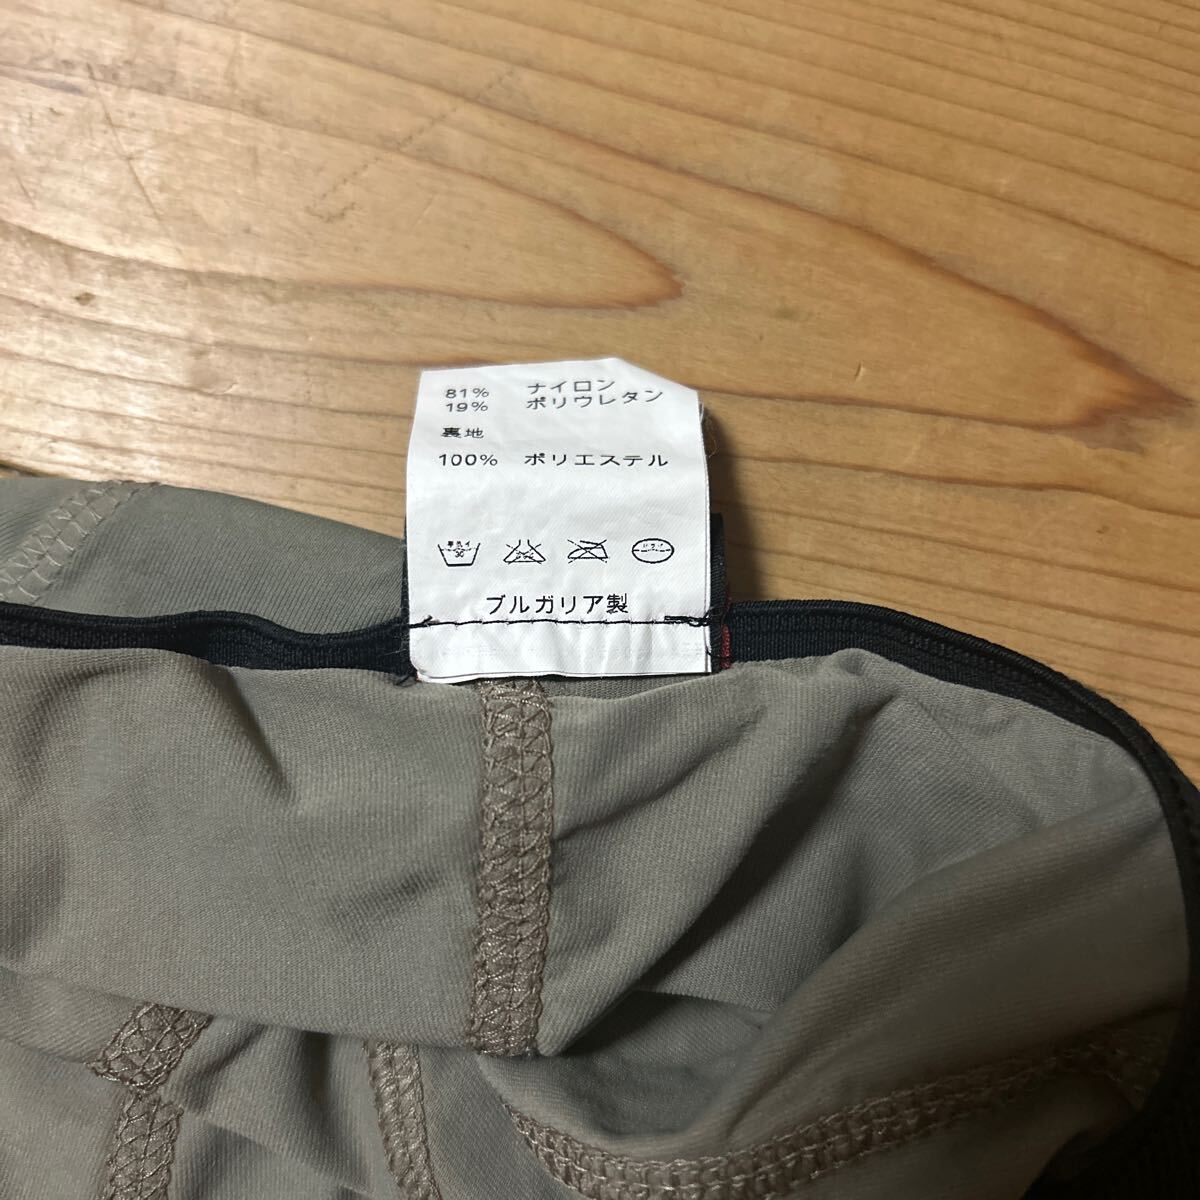 81% ナイロン
19% ポリウレタン
裏地
100% ポリエステル
30
ブルガリア製